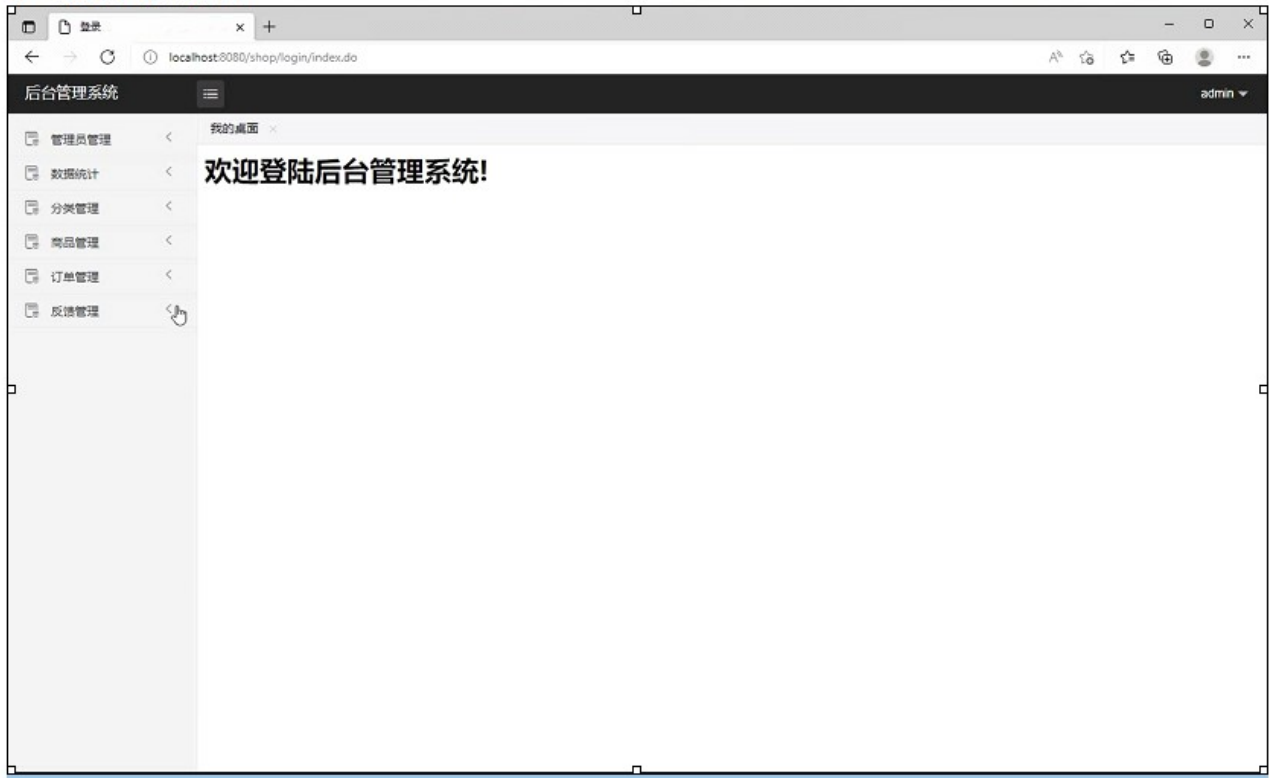 登录
localhost:8080/shop/login/index.do
后台管理系统
admin
我的桌面
管理员管理
数据统计
分类管理
商品管理
订单管理
反馈管理
欢迎登陆后台管理系统!